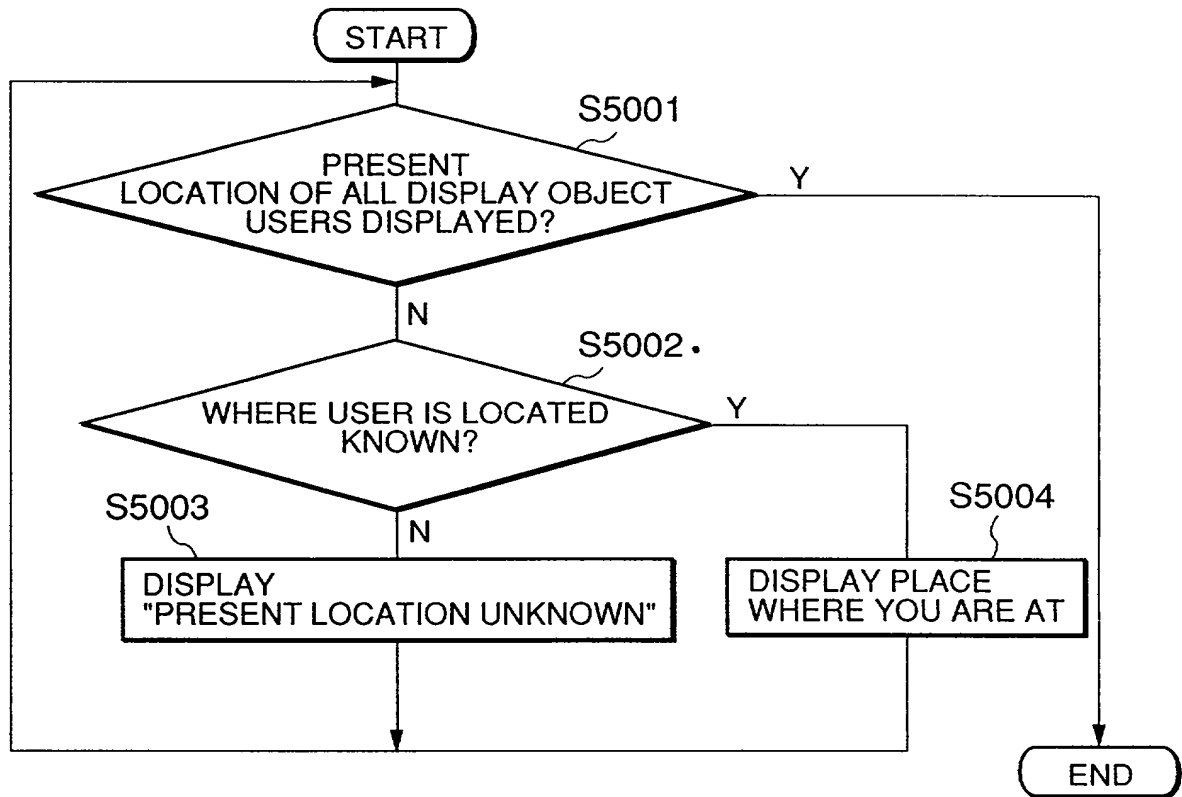 START
S5001
PRESENT
LOCATION OF ALL DISPLAY OBJECT
USERS DISPLAYED?
Y
N
S5002.
WHERE USER IS LOCATED
KNOWN?
Y
N
S5003
DISPLAY
"PRESENT LOCATION UNKNOWN"
S5004
DISPLAY PLACE
WHERE YOU ARE AT
END